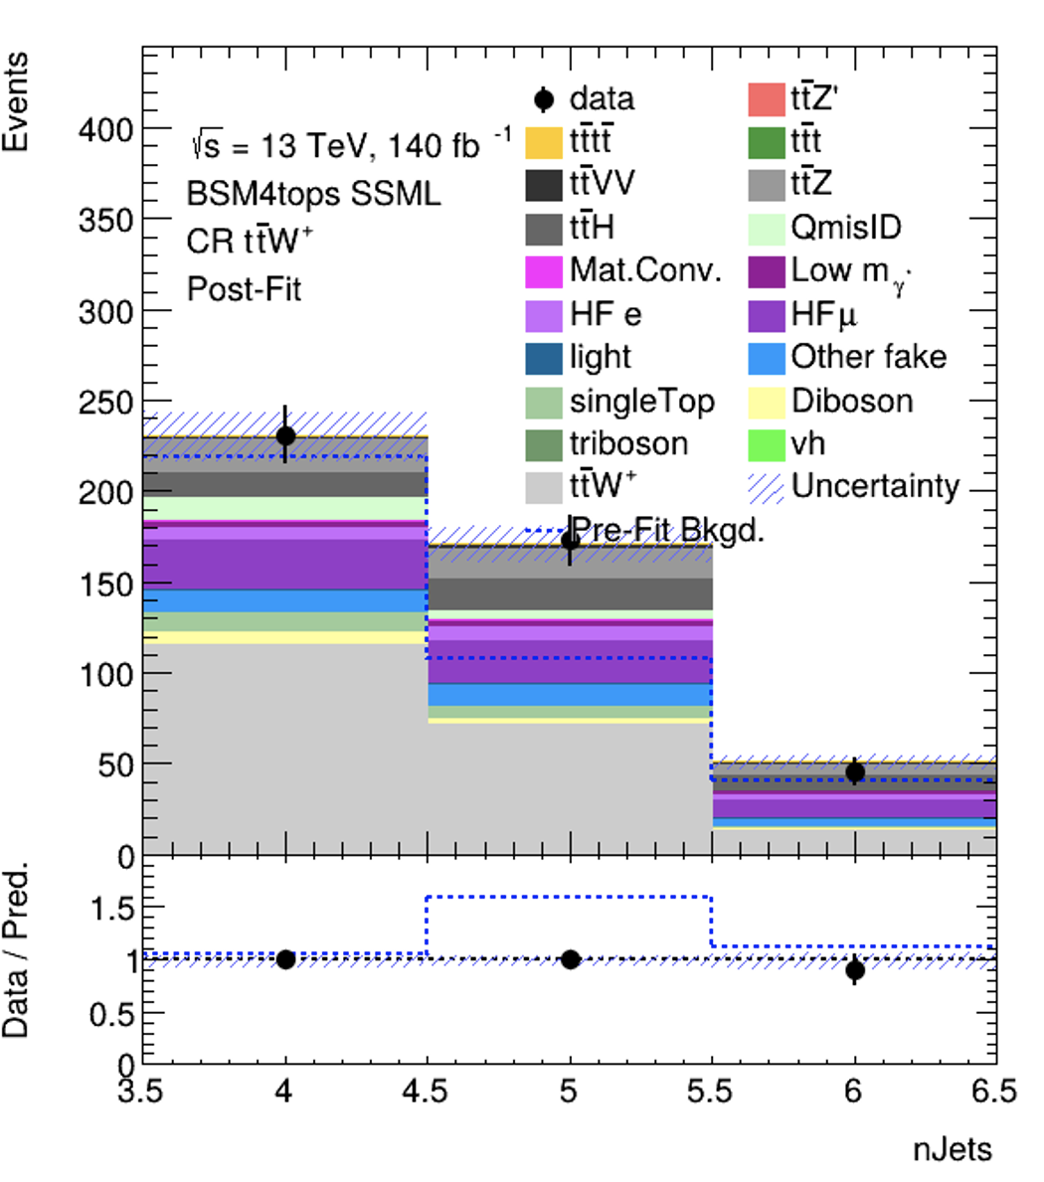 Events
400
350
300
250
200
150
100
50
0
√s = 13 TeV, 140 fb⁻¹
BSM4tops SSML
CR tt̄W⁺
Post-Fit
data
tt̄Z'
tt̄tt̄
tt̄t
tt̄VV
tt̄Z
tt̄H
QmisID
Mat.Conv.
Low m_γ*
HF e
HFμ
light
Other fake
singleTop
Diboson
triboson
vh
tt̄W⁺
Uncertainty
Pre-Fit Bkgd.
Data / Pred.
1.5
1
0.5
0
3.5 4 4.5 5 5.5 6 6.5
nJets